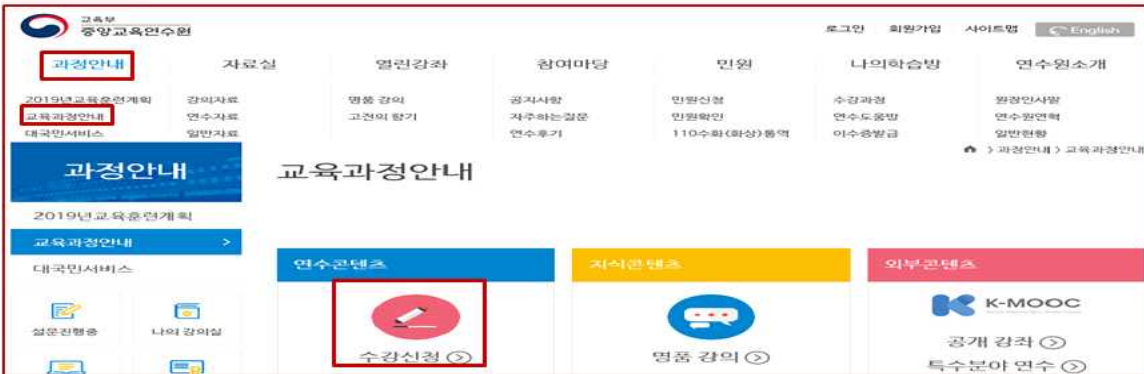 교육부
중앙교육연수원
로그인 회원가입 사이트맵 English
과정안내 자료실 열린강좌 참여마당 민원 나의학습방 연수원소개
2019년교육훈련계획 강의자료 명품 강의 공지사항 민원신청 수강과정 원장인사말
교육과정안내 연수자료 고전의 향기 자주하는질문 민원확인 연수도움방 연수원연혁
대국민서비스 일반자료 연수후기 110수화(화상)통역 이수증발급 일반현황
> 과정안내 > 교육과정안내
과정안내
교육과정안내
2019년교육훈련계획
교육과정안내 >
대국민서비스
연수콘텐츠 지식콘텐츠 외부콘텐츠
설문진행중 나의 강의실
K-MOOC
수강신청 명품 강의 공개 강좌
특수분야 연수